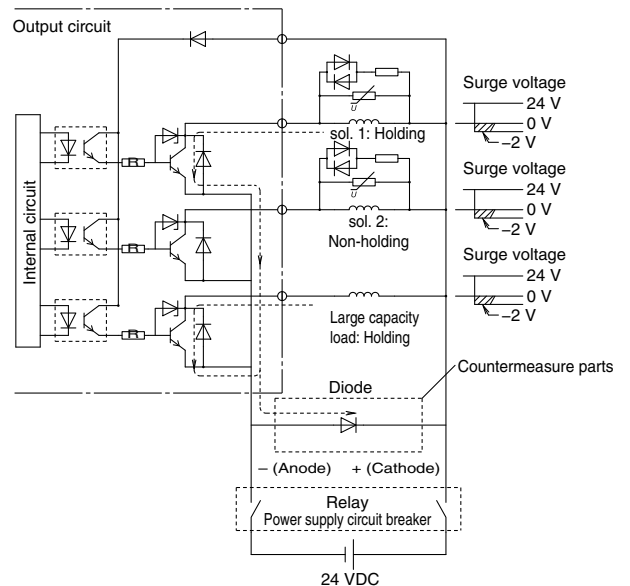 Output circuit
Internal circuit
R
R
R
U
sol. 1: Holding
U
sol. 2:
Non-holding
Large capacity
load: Holding
Surge voltage
24 V
0 V
–2 V
Surge voltage
24 V
0 V
–2 V
Surge voltage
24 V
0 V
–2 V
Countermeasure parts
Diode
– (Anode) + (Cathode)
Relay
Power supply circuit breaker
24 VDC